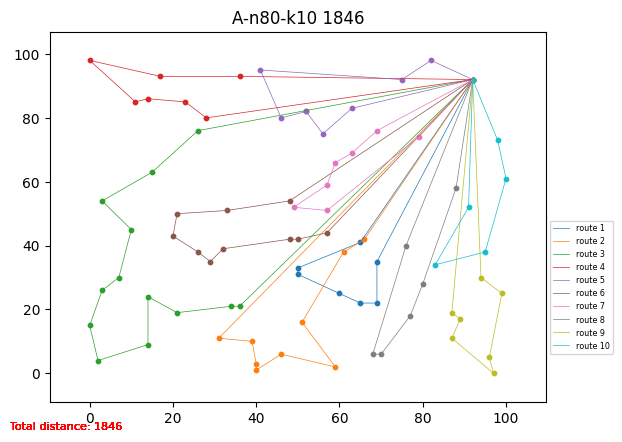 A-n80-k10 1846
100
80
60
40
20
0
0 20 40 60 80 100
route 1
route 2
route 3
route 4
route 5
route 6
route 7
route 8
route 9
route 10
Total distance: 1846